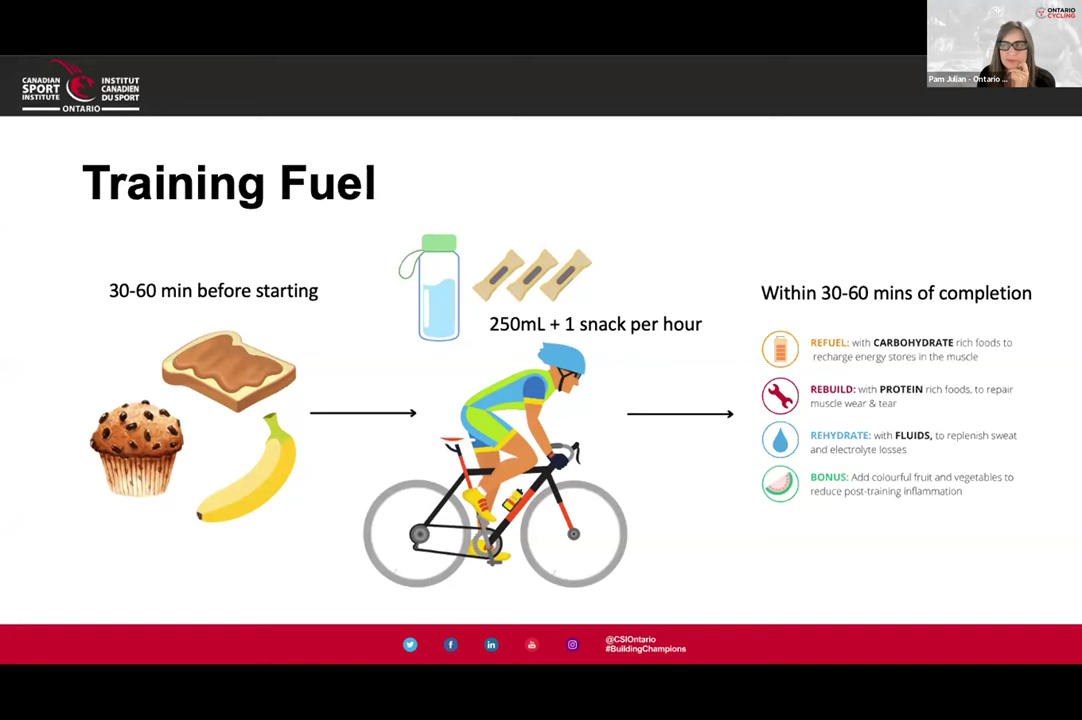 ONTARIO
CYCLING
Pam Julian - Ontario ...
CANADIAN
SPORT
INSTITUTE
INSTITUT
CANADIEN
DU SPORT
ONTARIO
Training Fuel
30-60 min before starting
250mL + 1 snack per hour
Within 30-60 mins of completion
REFUEL: with CARBOHYDRATE rich foods to
recharge energy stores in the muscle
REBUILD: with PROTEIN rich foods, to repair
muscle wear & tear
REHYDRATE: with FLUIDS, to replenish sweat
and electrolyte losses
BONUS: Add colourful fruit and vegetables to
reduce post-training inflammation
@CSIOntario
#BuildingChampions